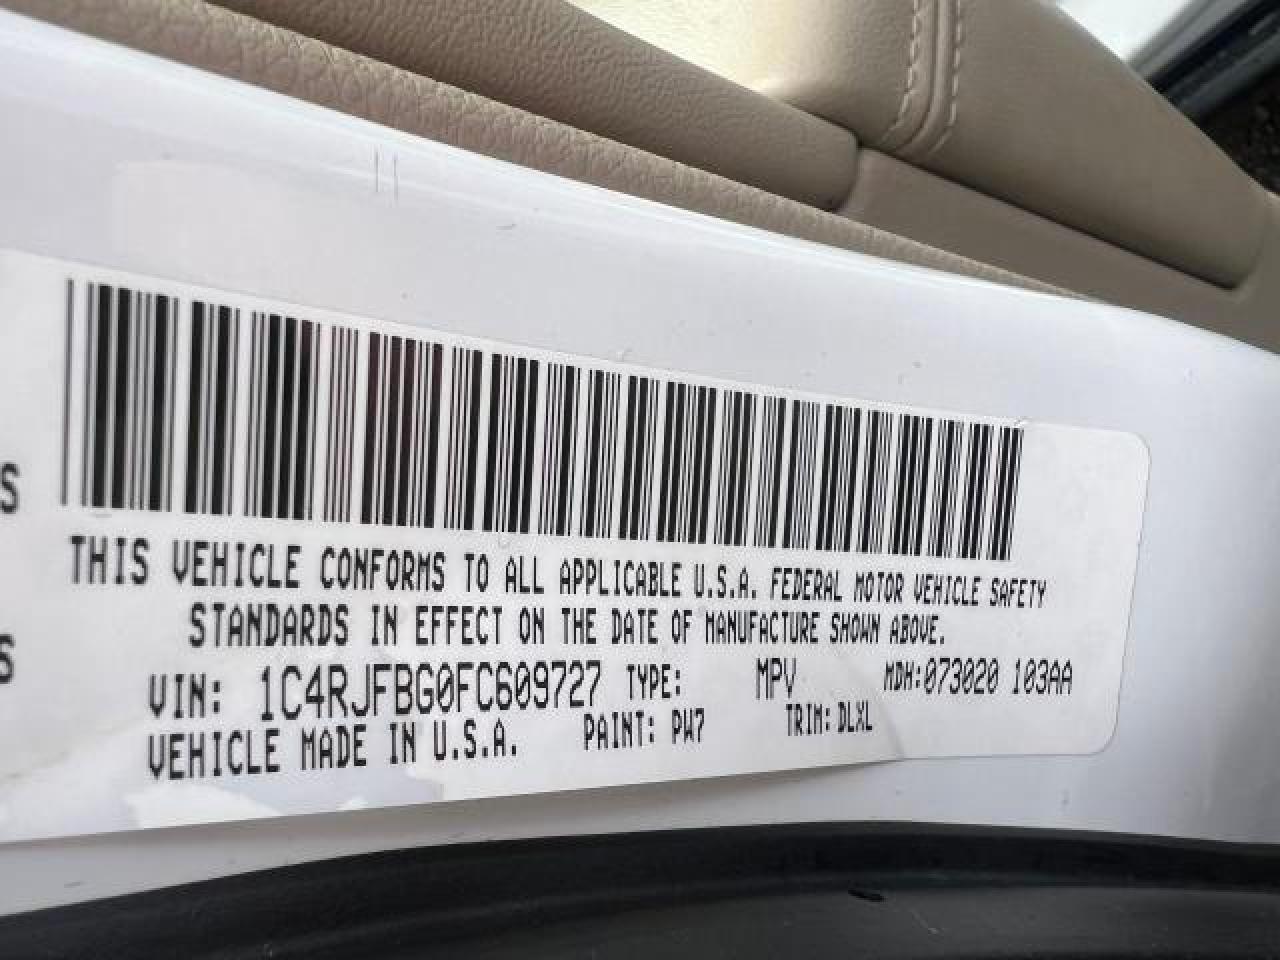 S
THIS VEHICLE CONFORMS TO ALL APPLICABLE U.S.A. FEDERAL MOTOR VEHICLE SAFETY
STANDARDS IN EFFECT ON THE DATE OF MANUFACTURE SHOWN ABOVE.
S
VIN: 1C4RJFBG0FC609727 TYPE: MPV MDH:073020 103AA
VEHICLE MADE IN U.S.A. PAINT: PW7 TRIM: DLXL